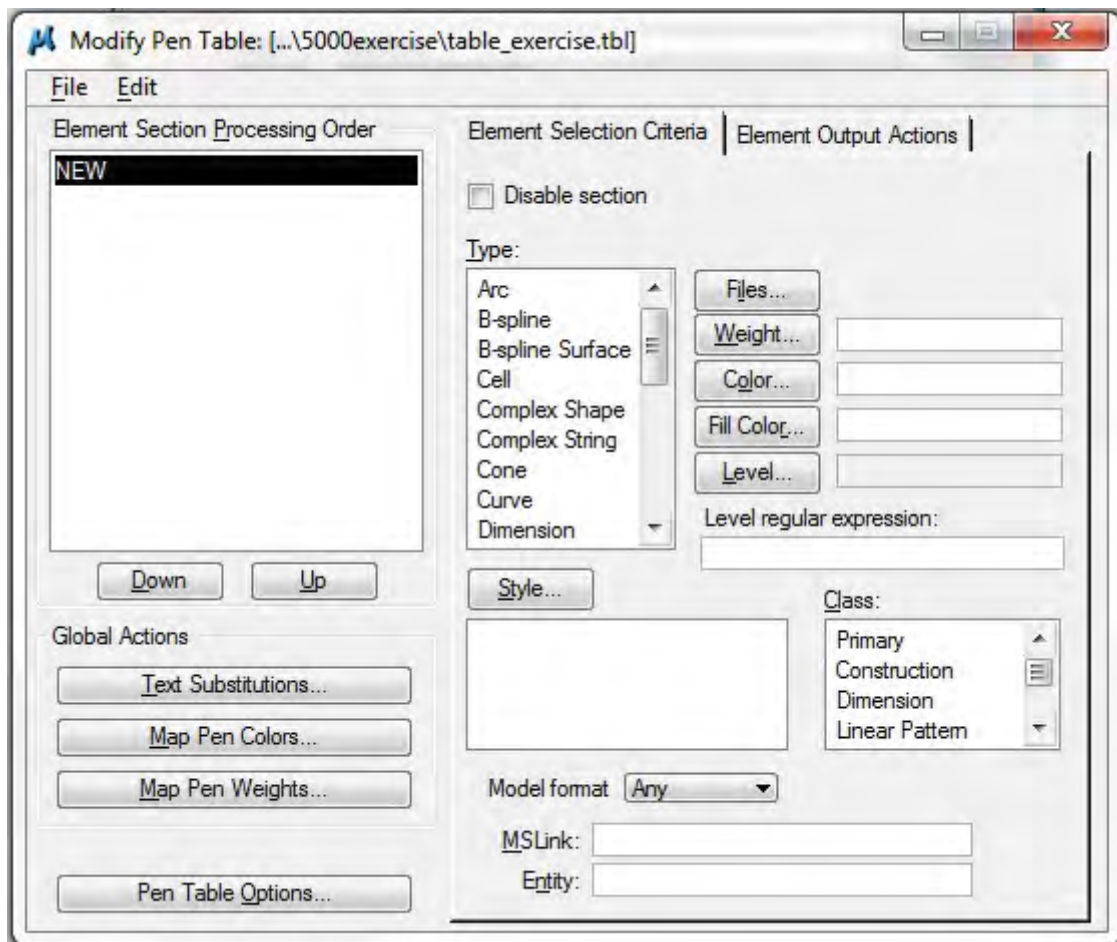 Modify Pen Table: [...\5000exercise\table_exercise.tbl]
File Edit
Element Section Processing Order
NEW
Down Up
Global Actions
Text Substitutions...
Map Pen Colors...
Map Pen Weights...
Pen Table Options...
Element Selection Criteria Element Output Actions
Disable section
Type:
Arc
B-spline
B-spline Surface
Cell
Complex Shape
Complex String
Cone
Curve
Dimension
Files...
Weight...
Color...
Fill Color...
Level...
Level regular expression:
Style...
Class:
Primary
Construction
Dimension
Linear Pattern
Model format Any
MSLink:
Entity: